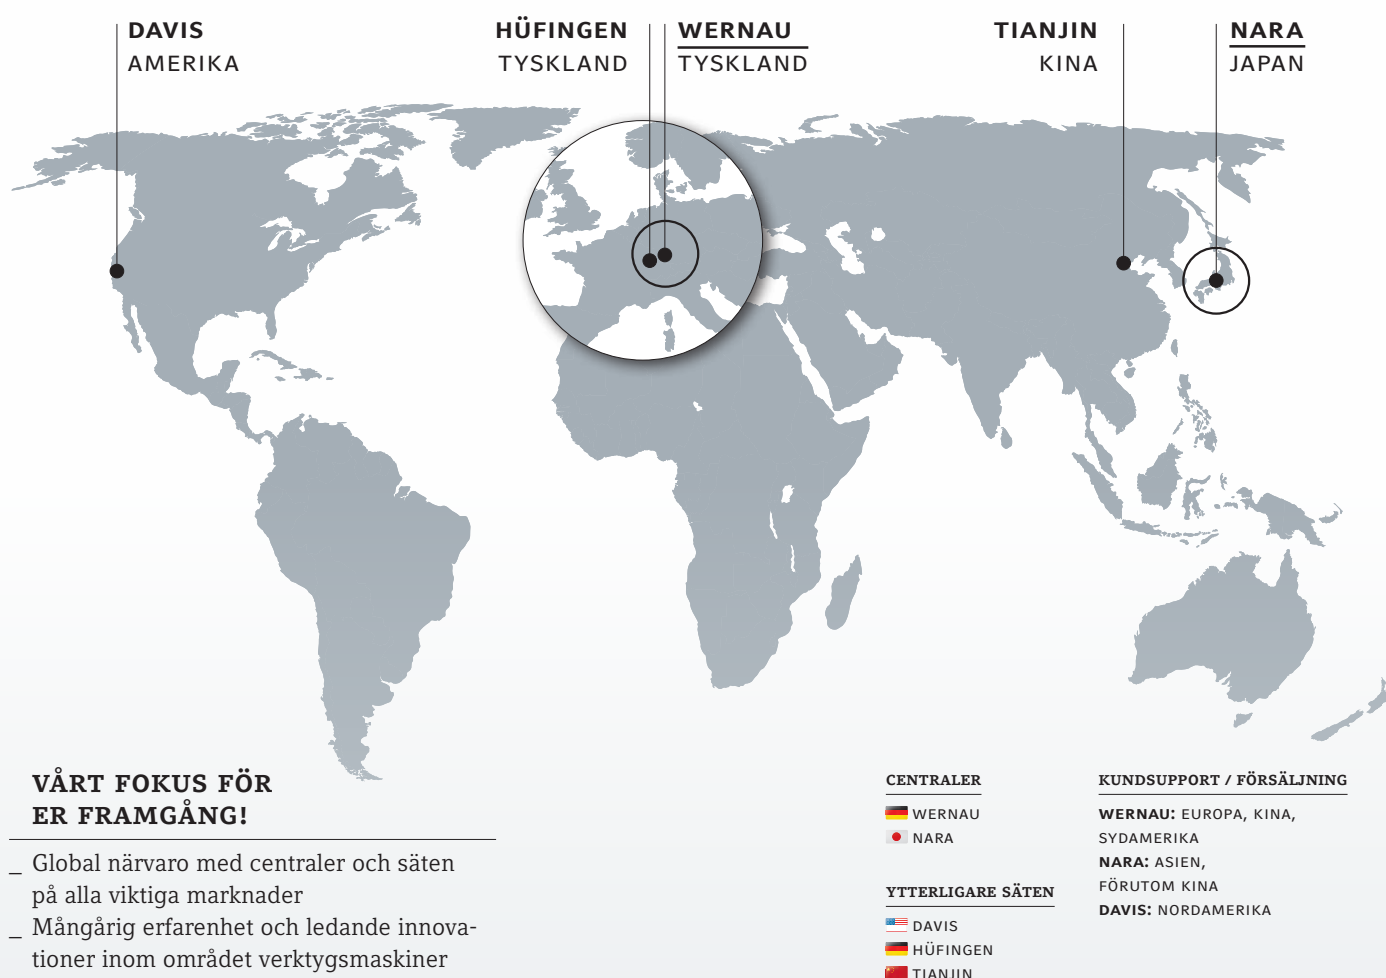 DAVIS
AMERIKA
HÜFINGEN
TYSKLAND
WERNAU
TYSKLAND
TIANJIN
KINA
NARA
JAPAN
VÅRT FOKUS FÖR
ER FRAMGÅNG!
_ Global närvaro med centraler och säten
på alla viktiga marknader
_ Mångårig erfarenhet och ledande innova-
tioner inom området verktygsmaskiner
CENTRALER
WERNAU
NARA
YTTERLIGARE SÄTEN
DAVIS
HÜFINGEN
TIANJIN
KUNDSUPPORT / FÖRSÄLJNING
WERNAU: EUROPA, KINA,
SYDAMERIKA
NARA: ASIEN,
FÖRUTOM KINA
DAVIS: NORDAMERIKA